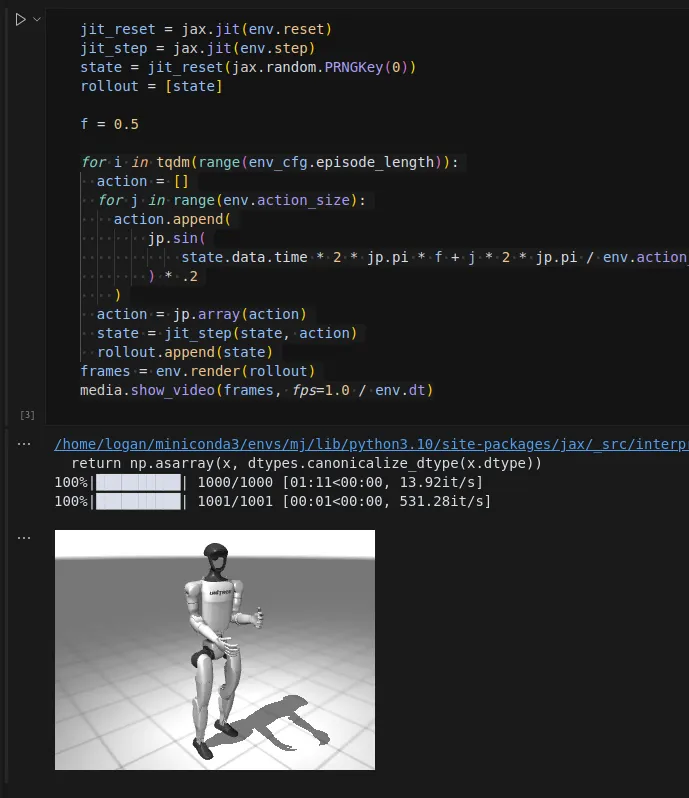 jit_reset = jax.jit(env.reset)
jit_step = jax.jit(env.step)
state = jit_reset(jax.random.PRNGKey(0))
rollout = [state]
f = 0.5
for i in tqdm(range(env_cfg.episode_length)):
action = []
for j in range(env.action_size):
action.append(
jp.sin(
state.data.time * 2 * jp.pi * f + j * 2 * jp.pi / env.action
) * .2
)
action = jp.array(action)
state = jit_step(state, action)
rollout.append(state)
frames = env.render(rollout)
media.show_video(frames, fps=1.0 / env.dt)
[3]
/home/logan/miniconda3/envs/mj/lib/python3.10/site-packages/jax/_src/interpr
return np.asarray(x, dtypes.canonicalize_dtype(x.dtype))
100%|██████████| 1000/1000 [01:11<00:00, 13.92it/s]
100%|██████████| 1001/1001 [00:01<00:00, 531.28it/s]